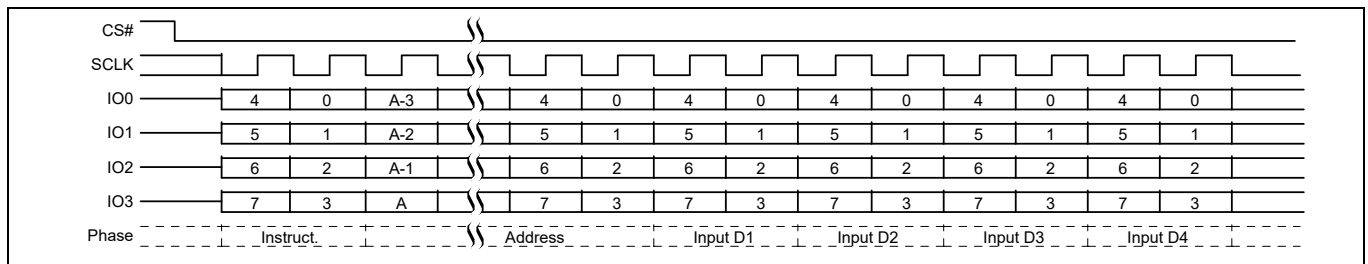 CS#
SCLK
IO0 4 0 A-3 4 0 4 0 4 0 4 0 4 0
IO1 5 1 A-2 5 1 5 1 5 1 5 1 5 1
IO2 6 2 A-1 6 2 6 2 6 2 6 2 6 2
IO3 7 3 A 7 3 7 3 7 3 7 3 7 3
Phase Instruct. Address Input D1 Input D2 Input D3 Input D4